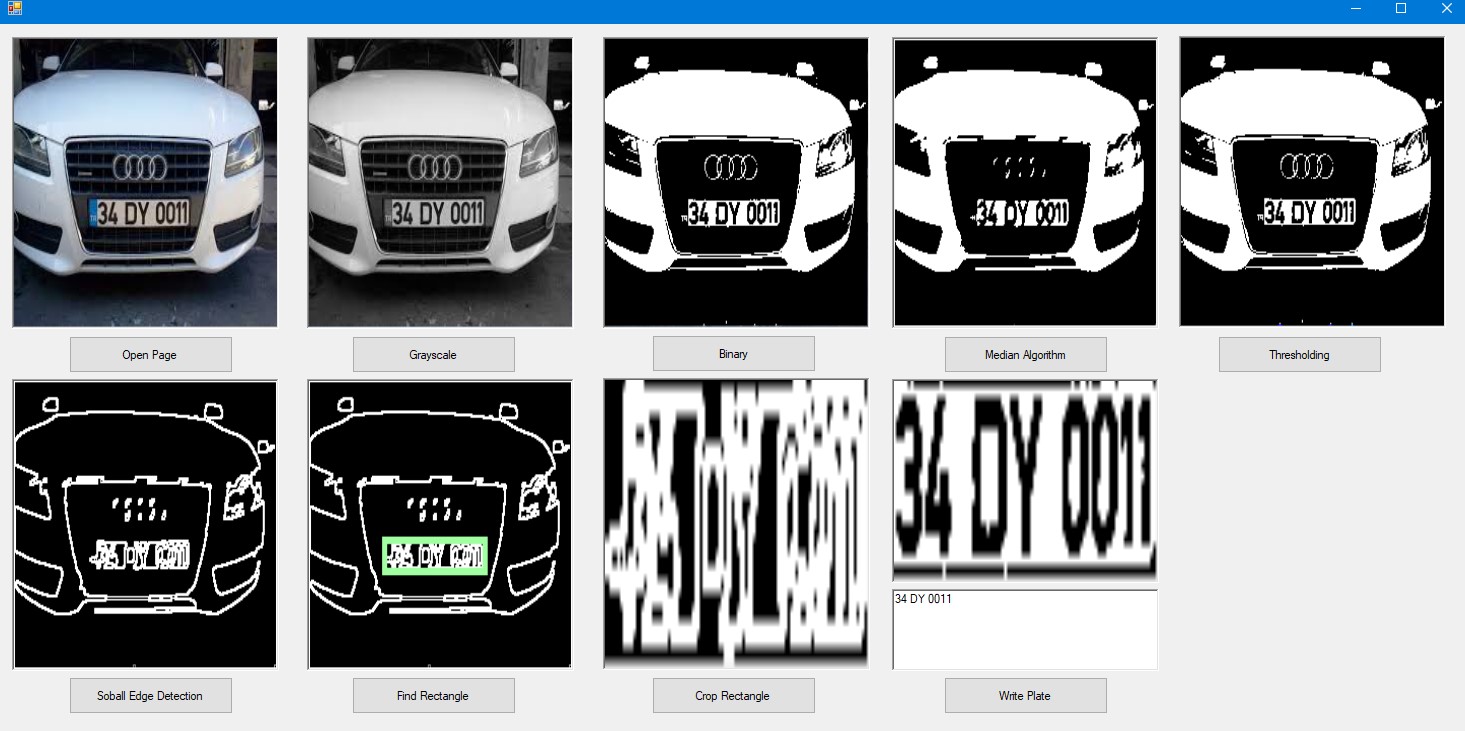 34 DY 0011
34 DY 0011
34 DY 0011
34 DY 0011
34 DY 0011
Open Page
Grayscale
Binary
Median Algorithm
Thresholding
34 DY 0011
34 DY 0011
Soball Edge Detection
Find Rectangle
Crop Rectangle
Write Plate